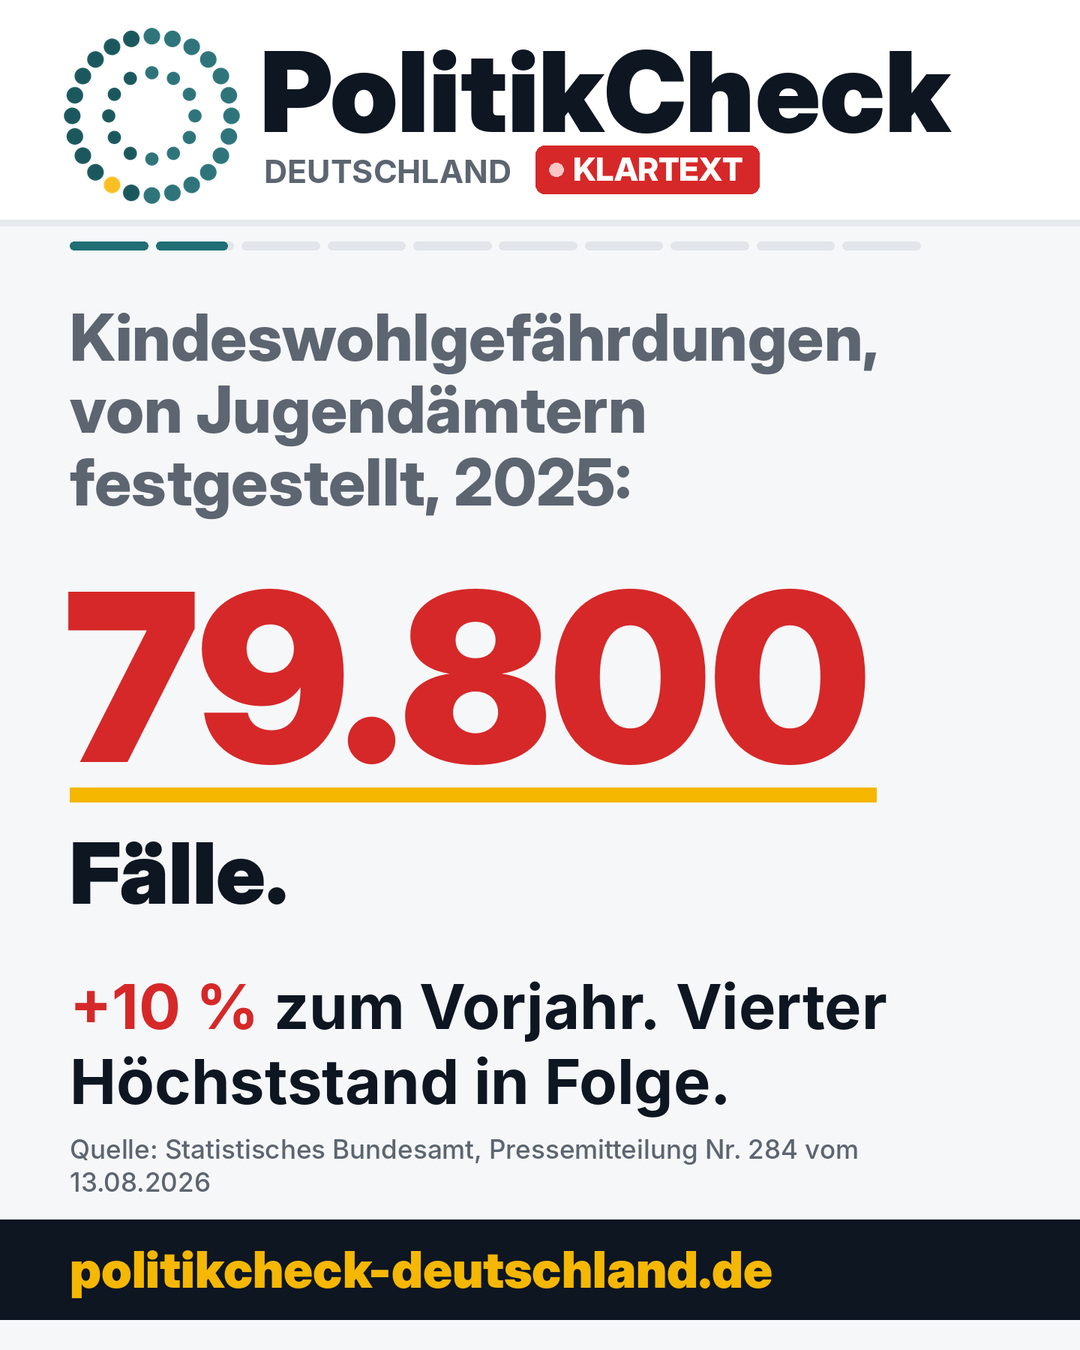 PolitikCheck
DEUTSCHLAND KLARTEXT
Kindeswohlgefährdungen,
von Jugendämtern
festgestellt, 2025:
79.800
Fälle.
+10 % zum Vorjahr. Vierter
Höchststand in Folge.
Quelle: Statistisches Bundesamt, Pressemitteilung Nr. 284 vom
13.08.2026
politikcheck-deutschland.de